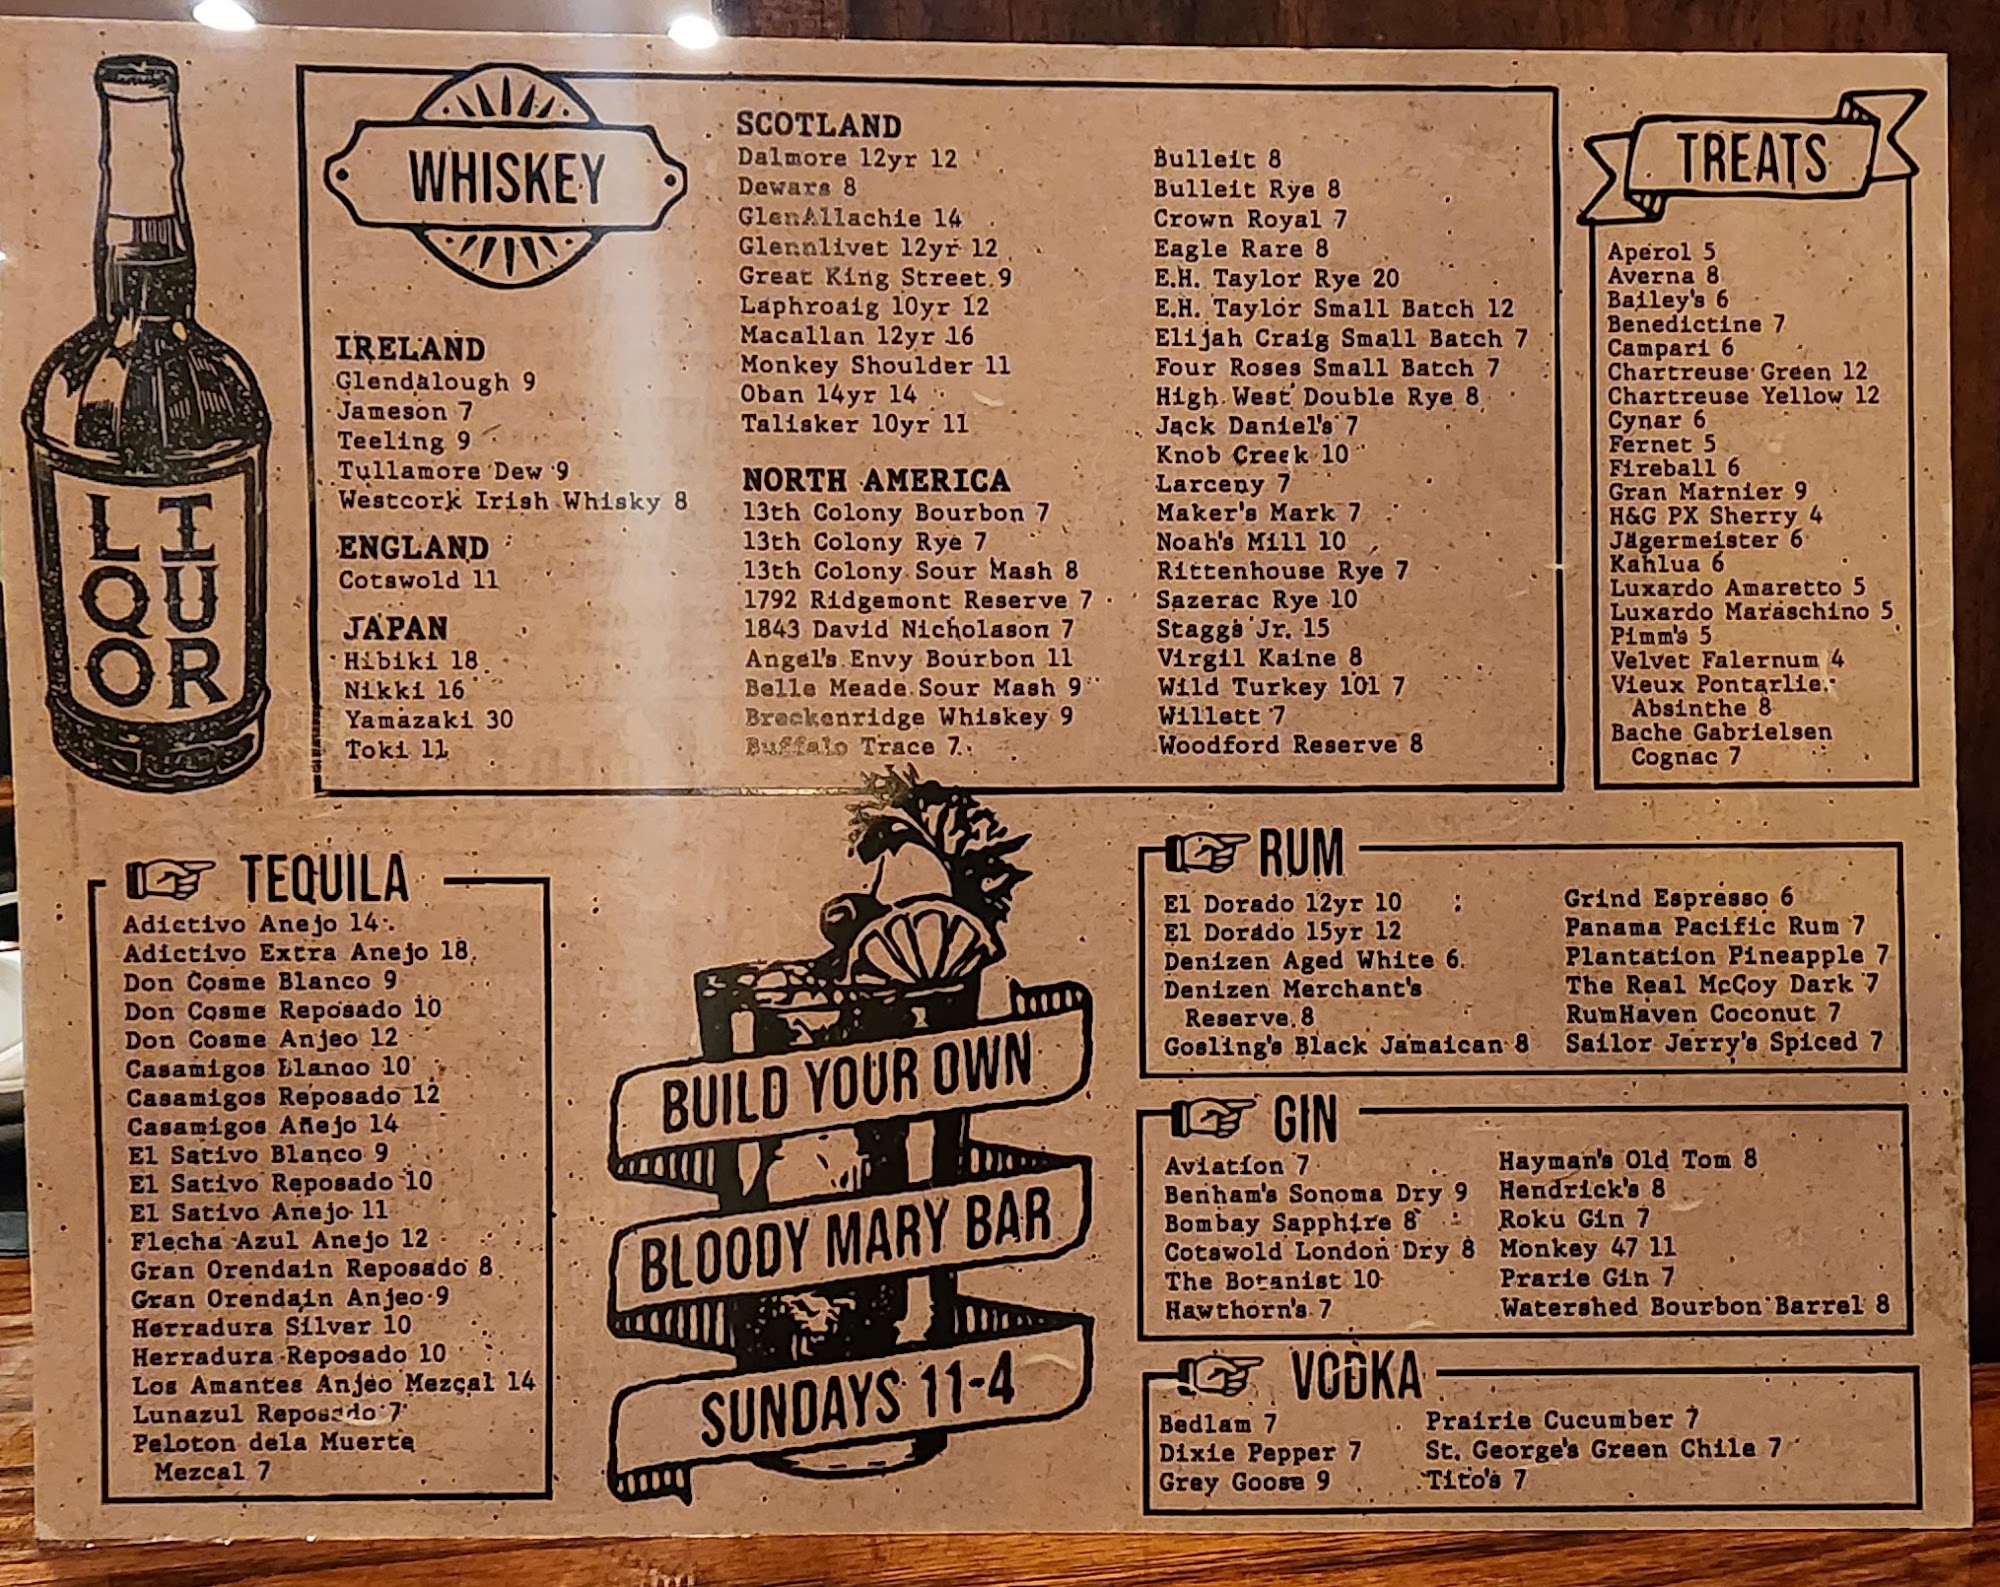 LIQUOR
WHISKEY
IRELAND
Glendalough 9
Jameson 7
Teeling 9
Tullamore Dew 9
Westcork Irish Whisky 8
ENGLAND
Cotswold 11
JAPAN
Hibiki 18
Nikki 16
Yamazaki 30
Toki 11
SCOTLAND
Dalmore 12yr 12
Dewars 8
GlenAllachie 14
Glennlivet 12yr 12
Great King Street 9
Laphroaig 10yr 12
Macallan 12yr 16
Monkey Shoulder 11
Oban 14yr 14
Talisker 10yr 11
NORTH AMERICA
13th Colony Bourbon 7
13th Colony Rye 7
13th Colony Sour Mash 8
1792 Ridgemont Reserve 7
1843 David Nicholason 7
Angel's Envy Bourbon 11
Belle Meade Sour Mash 9
Breckenridge Whiskey 9
Buffalo Trace 7
Bulleit 8
Bulleit Rye 8
Crown Royal 7
Eagle Rare 8
E.H. Taylor Rye 20
E.H. Taylor Small Batch 12
Elijah Craig Small Batch 7
Four Roses Small Batch 7
High West Double Rye 8
Jack Daniel's 7
Knob Creek 10
Larceny 7
Maker's Mark 7
Noah's Mill 10
Rittenhouse Rye 7
Sazerac Rye 10
Staggs Jr. 15
Virgil Kaine 8
Wild Turkey 101 7
Willett 7
Woodford Reserve 8
TREATS
Aperol 5
Averna 8
Bailey's 6
Benedictine 7
Campari 6
Chartreuse Green 12
Chartreuse Yellow 12
Cynar 6
Fernet 5
Fireball 6
Gran Marnier 9
H&G PX Sherry 4
Jägermeister 6
Kahlua 6
Luxardo Amaretto 5
Luxardo Maraschino 5
Pimm's 5
Velvet Falernum 4
Vieux Pontarlie
Absinthe 8
Bache Gabrielsen
Cognac 7
TEQUILA
Adictivo Anejo 14
Adictivo Extra Anejo 18
Don Cosme Blanco 9
Don Cosme Reposado 10
Don Cosme Anjeo 12
Casamigos Blanco 10
Casamigos Reposado 12
Casamigos Añejo 14
El Sativo Blanco 9
El Sativo Reposado 10
El Sativo Anejo 11
Flecha Azul Anejo 12
Gran Orendain Reposado 8
Gran Orendain Anjeo 9
Herradura Silver 10
Herradura Reposado 10
Los Amantes Anjeo Mezcal 14
Lunazul Reposado 7
Peloton dela Muerte
Mezcal 7
BUILD YOUR OWN
BLOODY MARY BAR
SUNDAYS 11-4
RUM
El Dorado 12yr 10
El Dorado 15yr 12
Denizen Aged White 6
Denizen Merchant's
Reserve 8
Gosling's Black Jamaican 8
Grind Espresso 6
Panama Pacific Rum 7
Plantation Pineapple 7
The Real McCoy Dark 7
RumHaven Coconut 7
Sailor Jerry's Spiced 7
GIN
Aviation 7
Benham's Sonoma Dry 9
Bombay Sapphire 8
Cotswold London Dry 8
The Botanist 10
Hawthorn's 7
Hayman's Old Tom 8
Hendrick's 8
Roku Gin 7
Monkey 47 11
Prarie Gin 7
Watershed Bourbon Barrel 8
VODKA
Bedlam 7
Dixie Pepper 7
Grey Goose 9
Prairie Cucumber 7
St. George's Green Chile 7
Tito's 7